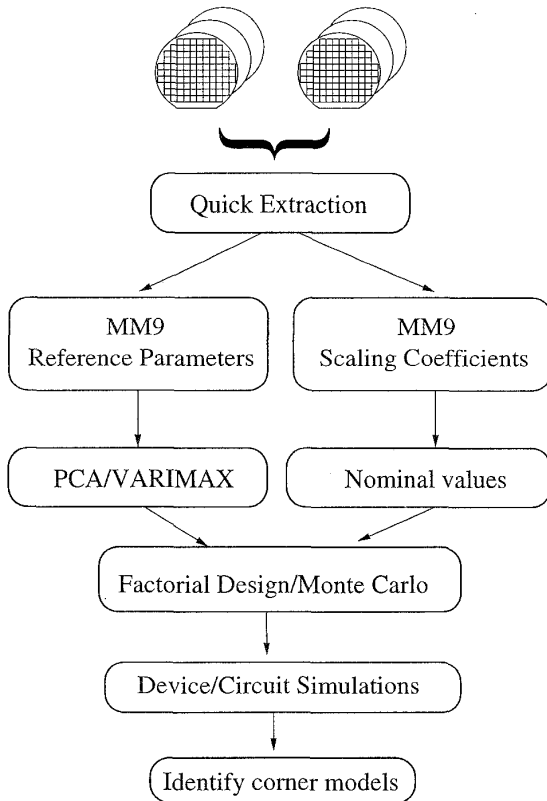 Quick Extraction
MM9
Reference Parameters
MM9
Scaling Coefficients
PCA/VARIMAX
Nominal values
Factorial Design/Monte Carlo
Device/Circuit Simulations
Identify corner models